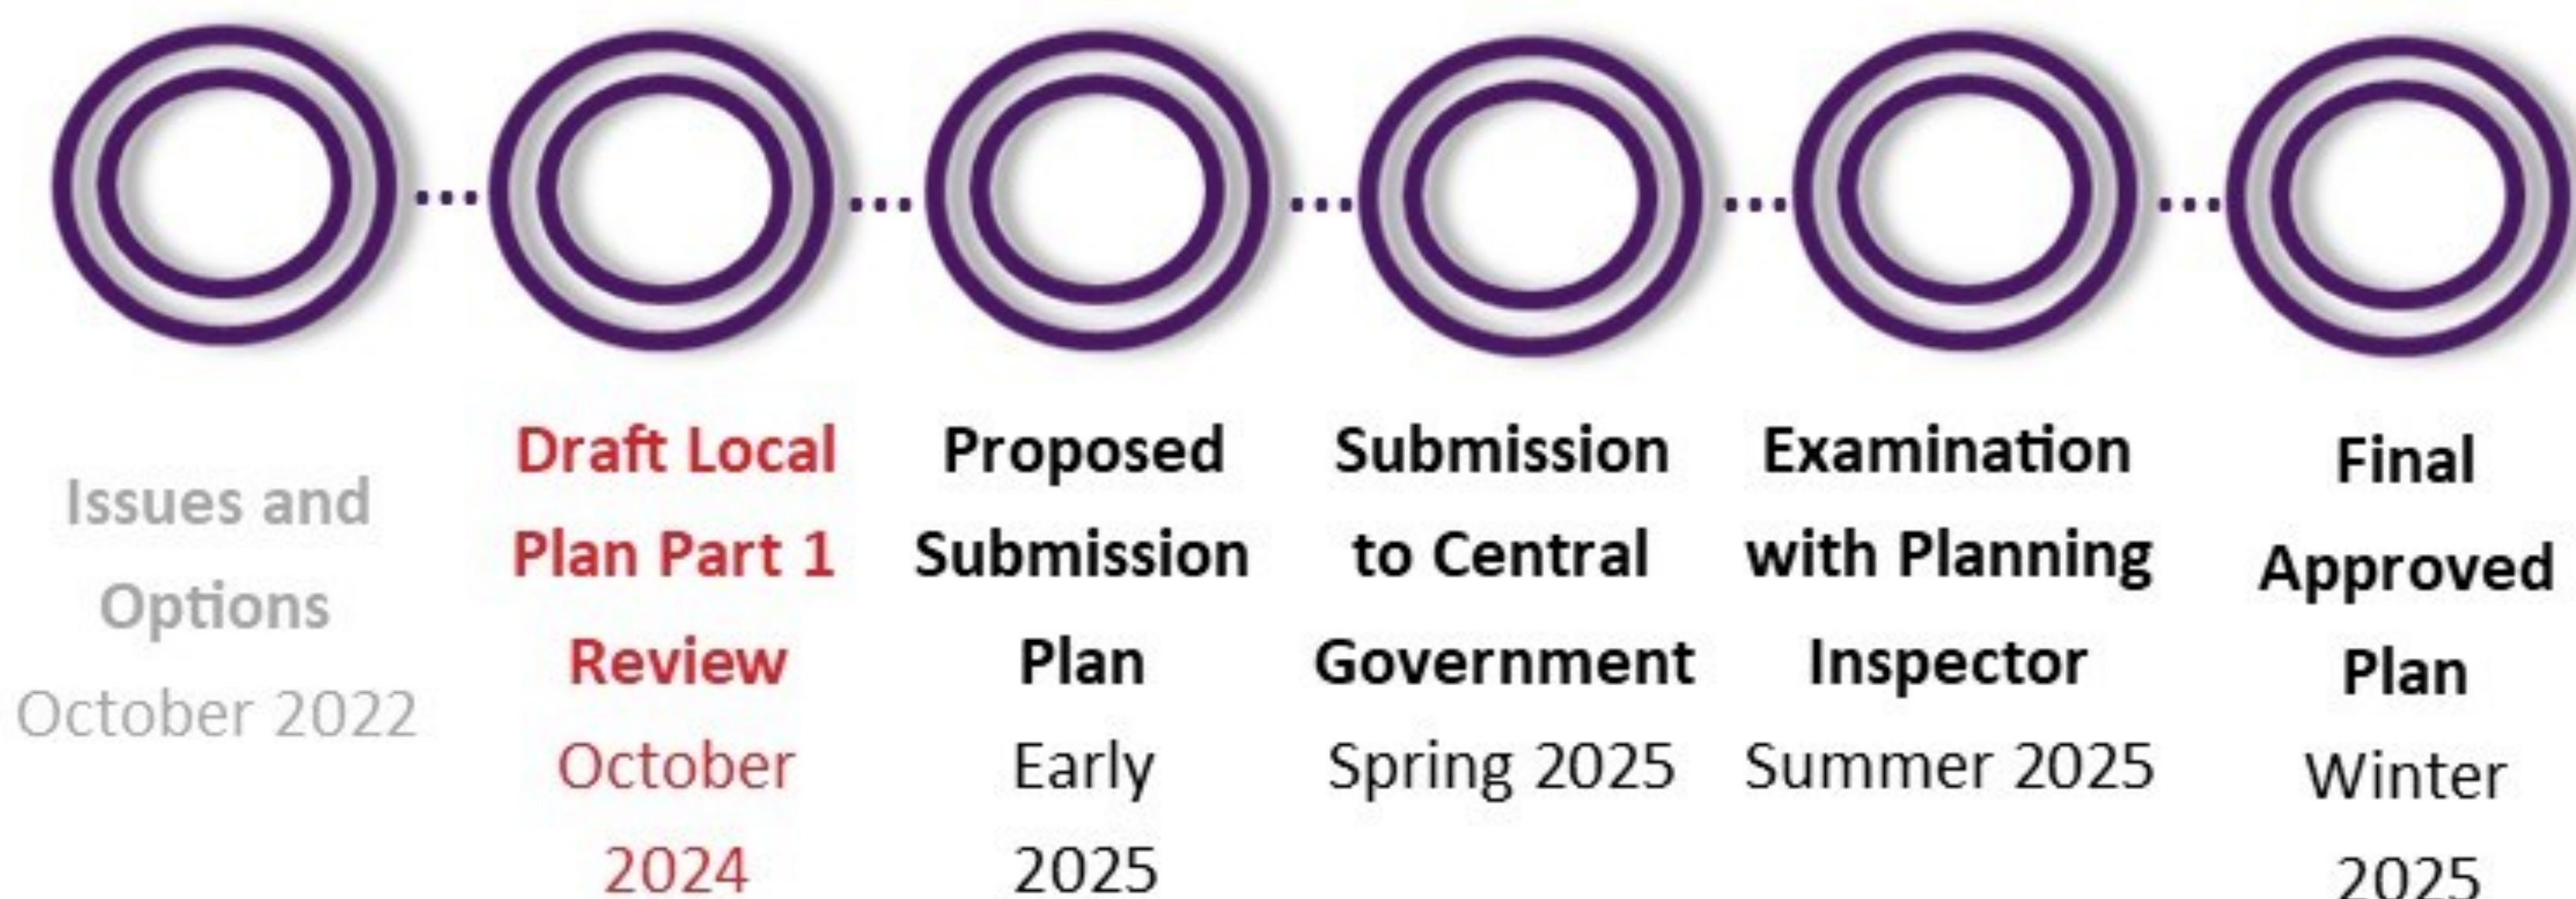 Issues and
Options
October 2022
Draft Local
Plan Part 1
Review
October
2024
Proposed
Submission
Plan
Early
2025
Submission
to Central
Government
Spring 2025
Examination
with Planning
Inspector
Summer 2025
Final
Approved
Plan
Winter
2025